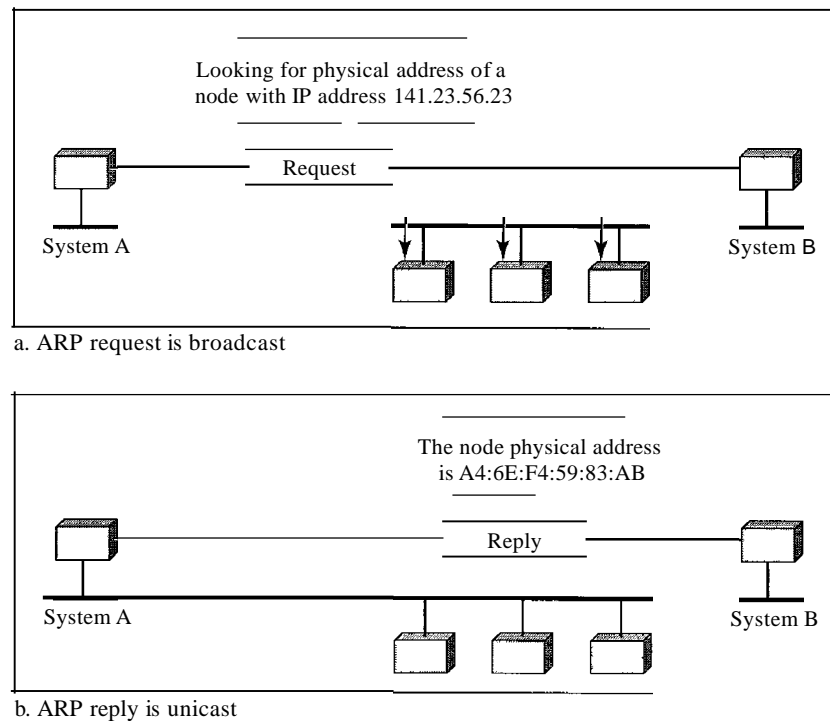 Looking for physical address of a
node with IP address 141.23.56.23
Request
System A
System B
a. ARP request is broadcast
The node physical address
is A4:6E:F4:59:83:AB
Reply
System A
System B
b. ARP reply is unicast